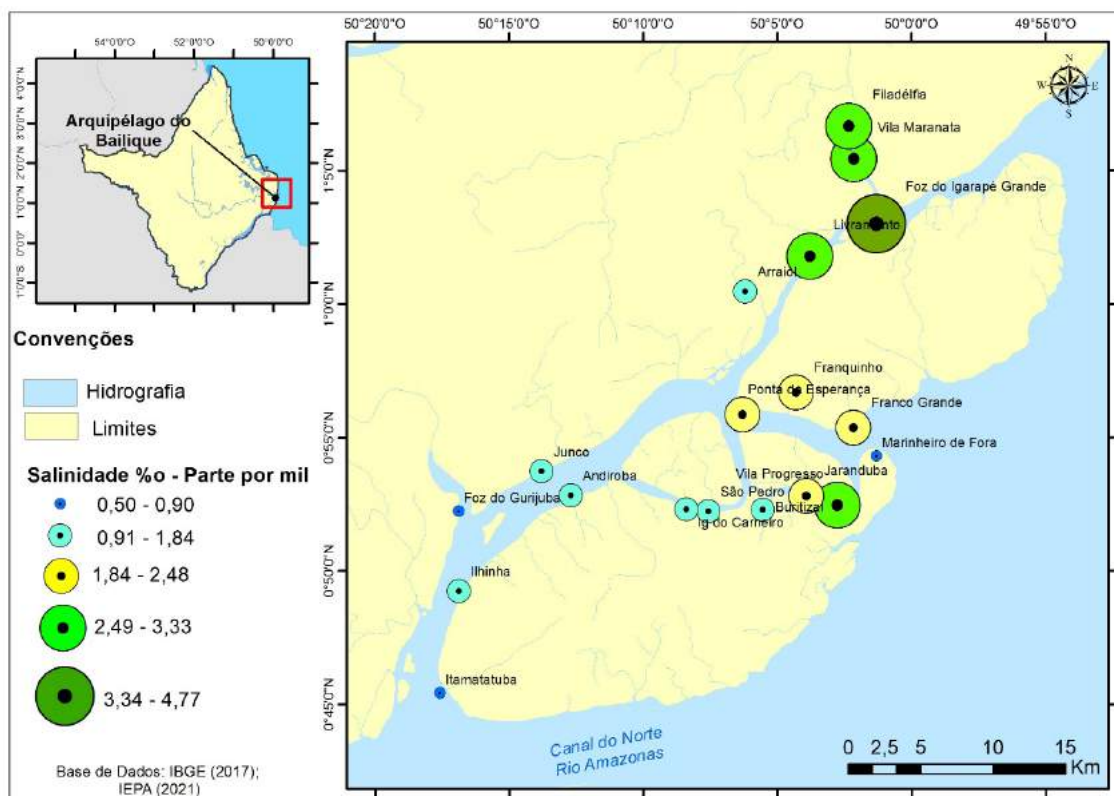 54°0'0"O
52°0'0"O
50°0'0"O
4°0'0"N
3°0'0"N
2°0'0"N
1°0'0"N
0°0'0"
1°0'0"S
Arquipélago do
Bailique
Convenções
Hidrografia
Limites
Salinidade %o - Parte por mil
0,50 - 0,90
0,91 - 1,84
1,84 - 2,48
2,49 - 3,33
3,34 - 4,77
Base de Dados: IBGE (2017);
IEPA (2021)
50°20'0"O
50°15'0"O
50°10'0"O
50°5'0"O
50°0'0"O
49°55'0"O
1°5'0"N
1°0'0"N
0°55'0"N
0°50'0"N
0°45'0"N
N
W
E
S
Filadélfia
Vila Maranata
Foz do Igarapé Grande
Livramento
Arraiol
Franquinho
Ponta da Esperança
Franco Grande
Marinheiro de Fora
Junco
Andiroba
Vila Progresso
Jaranduba
Foz do Gurijuba
São Pedro
Buritizal
Ig do Carneiro
Ilhinha
Itamatatuba
Canal do Norte
Rio Amazonas
0 2,5 5 10 15
Km